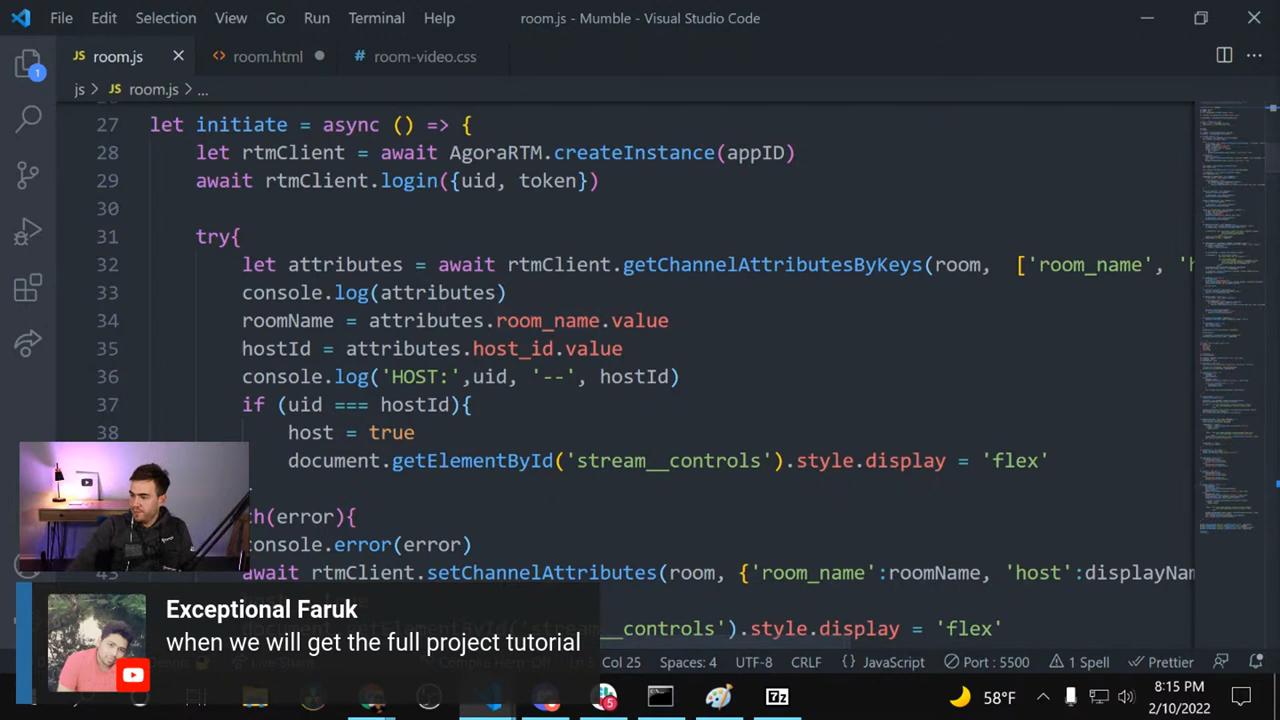 File Edit Selection View Go Run Terminal Help room.js - Mumble - Visual Studio Code
JS room.js room.html # room-video.css
js > JS room.js > ...
27 let initiate = async () => {
28 let rtmClient = await AgoraRTM.createInstance(appID)
29 await rtmClient.login({uid, token})
30
31 try{
32 let attributes = await rtmClient.getChannelAttributesByKeys(room, ['room_name', 'h
33 console.log(attributes)
34 roomName = attributes.room_name.value
35 hostId = attributes.host_id.value
36 console.log('HOST:',uid, '--', hostId)
37 if (uid === hostId){
38 host = true
document.getElementById('stream__controls').style.display = 'flex'
h(error){
console.error(error)
await rtmClient.setChannelAttributes(room, {'room_name':roomName, 'host':displayNam
__controls').style.display = 'flex'
Exceptional Faruk
when we will get the full project tutorial
Col 25 Spaces: 4 UTF-8 CRLF {} JavaScript Port : 5500 1 Spell Prettier
5
7z
58°F
8:15 PM
2/10/2022
1